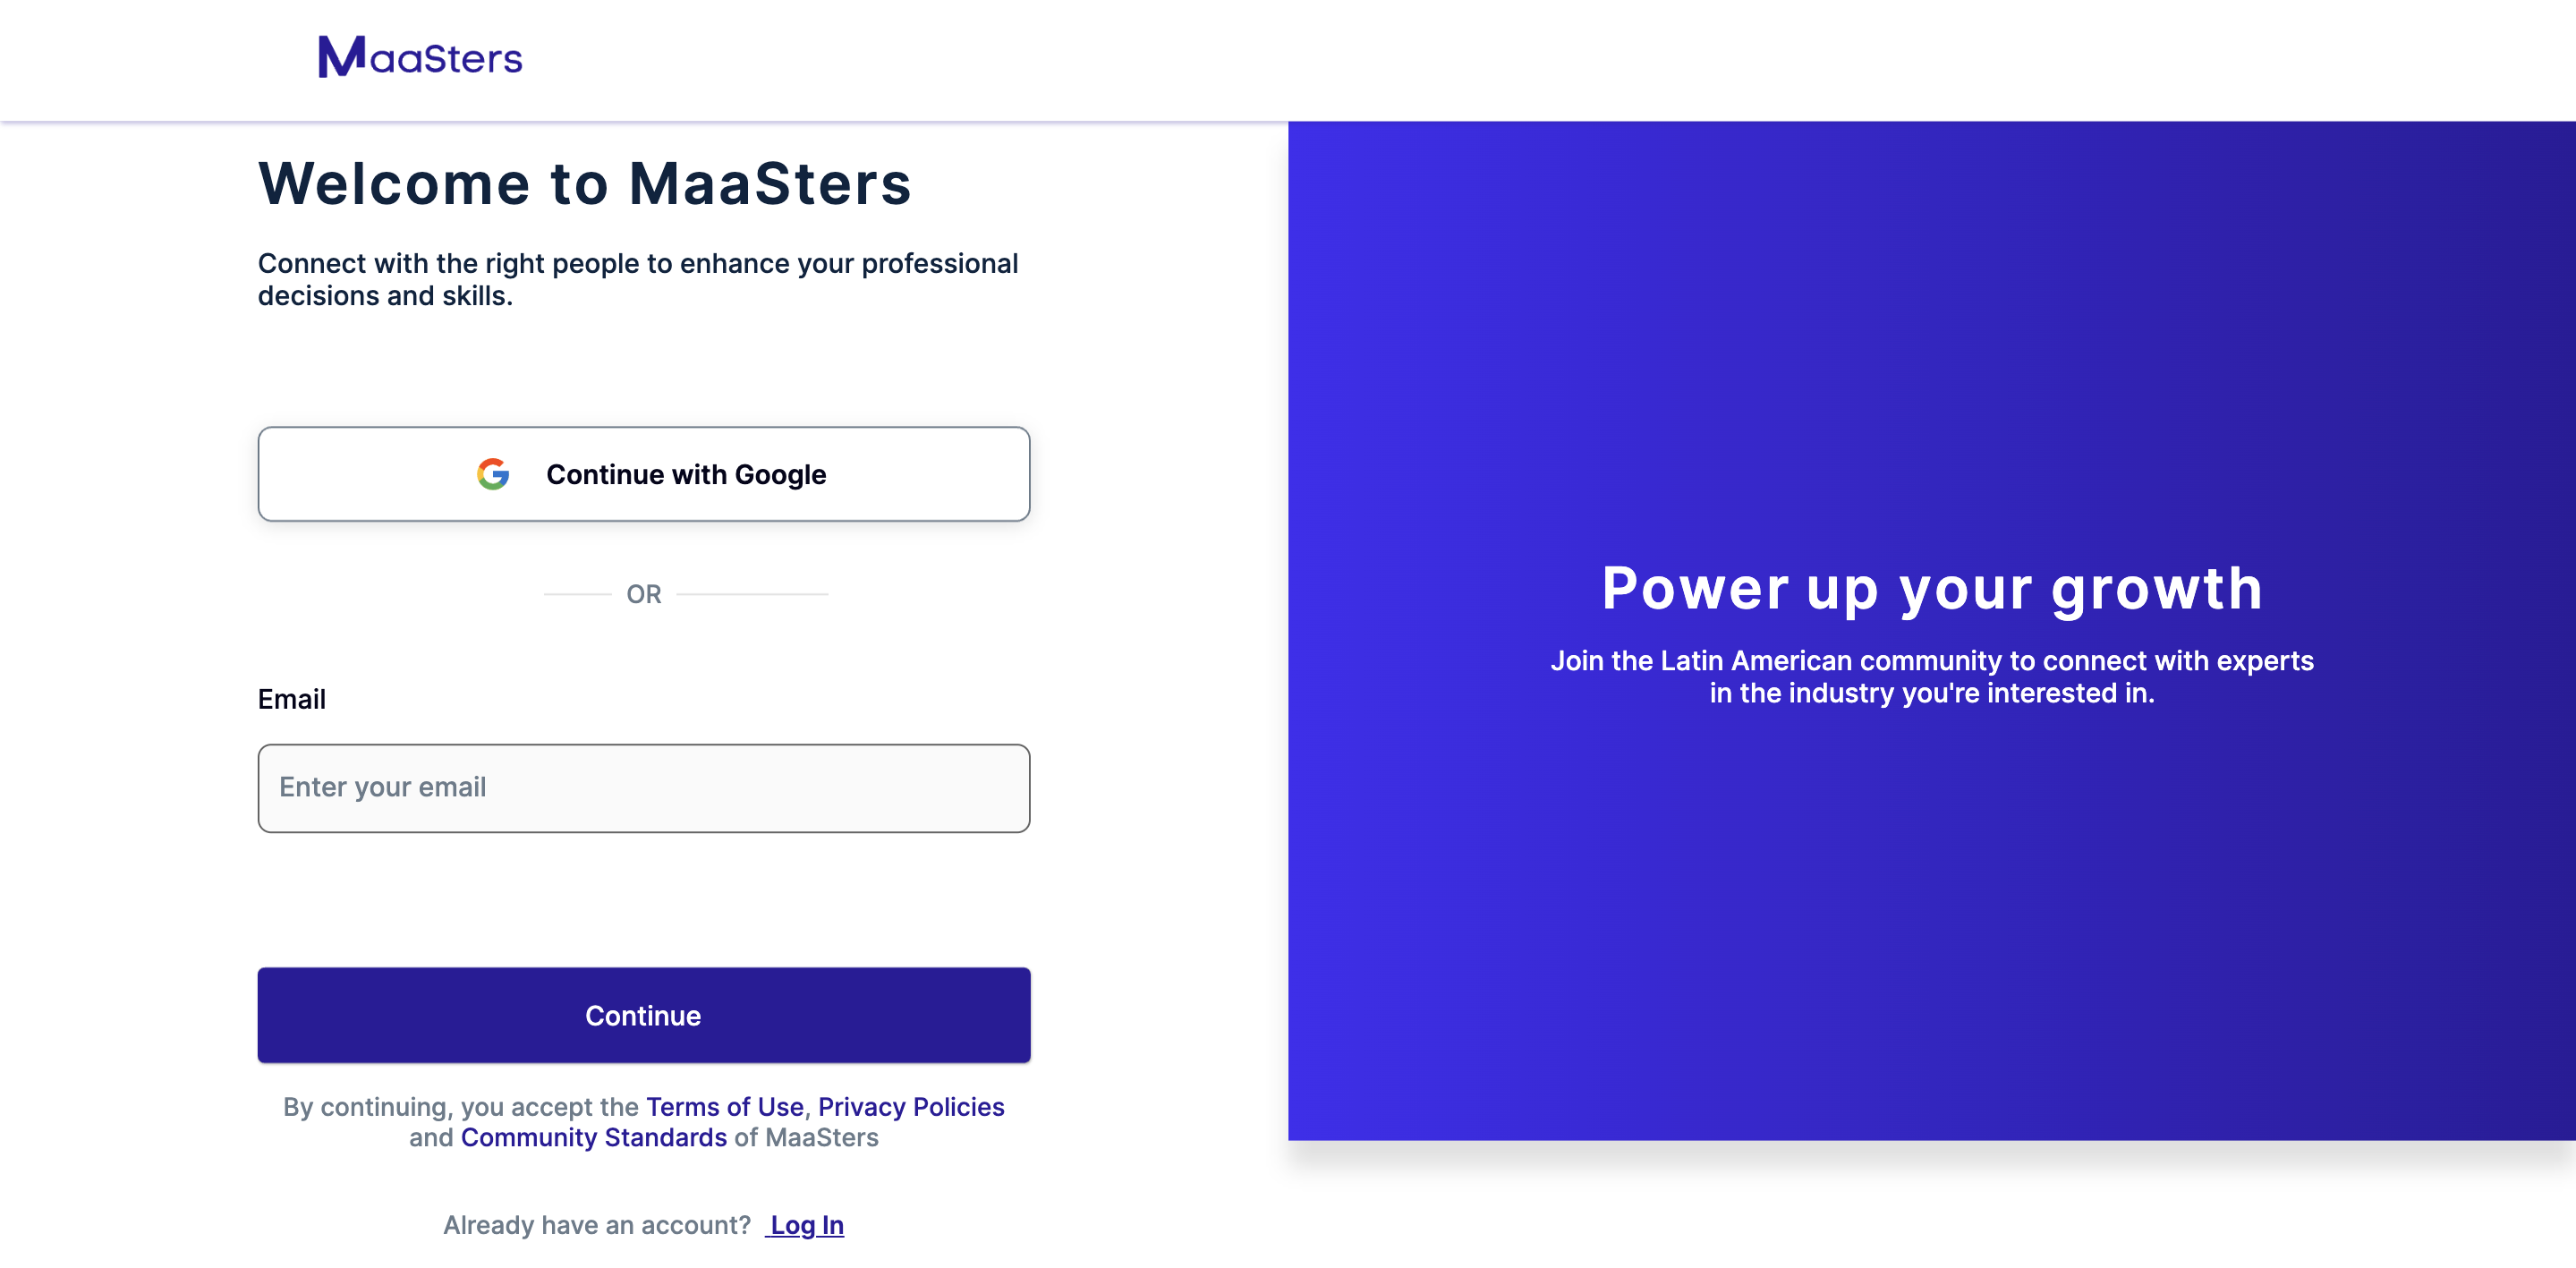 MaaSters
Welcome to MaaSters
Connect with the right people to enhance your professional
decisions and skills.
Continue with Google
OR
Email
Enter your email
Continue
By continuing, you accept the Terms of Use, Privacy Policies
and Community Standards of MaaSters
Already have an account? Log In
Power up your growth
Join the Latin American community to connect with experts
in the industry you're interested in.